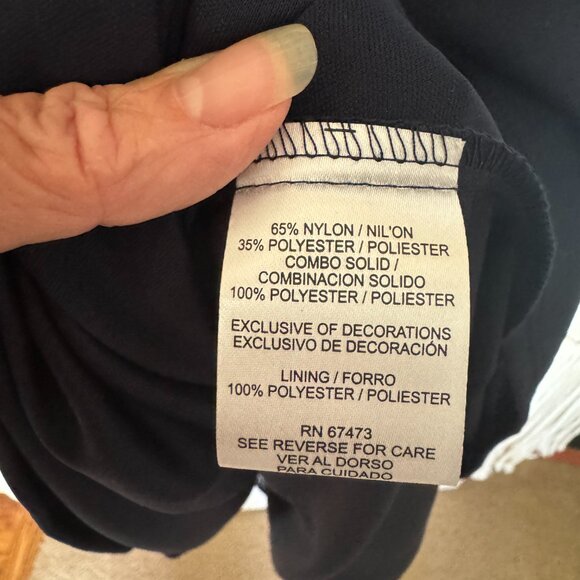 65% NYLON / NIL'ON
35% POLYESTER / POLIESTER
COMBO SOLID /
COMBINACION SOLIDO
100% POLYESTER / POLIESTER
EXCLUSIVE OF DECORATIONS
EXCLUSIVO DE DECORACIÓN
LINING / FORRO
100% POLYESTER / POLIESTER
RN 67473
SEE REVERSE FOR CARE
VER AL DORSO
PARA CUIDADO